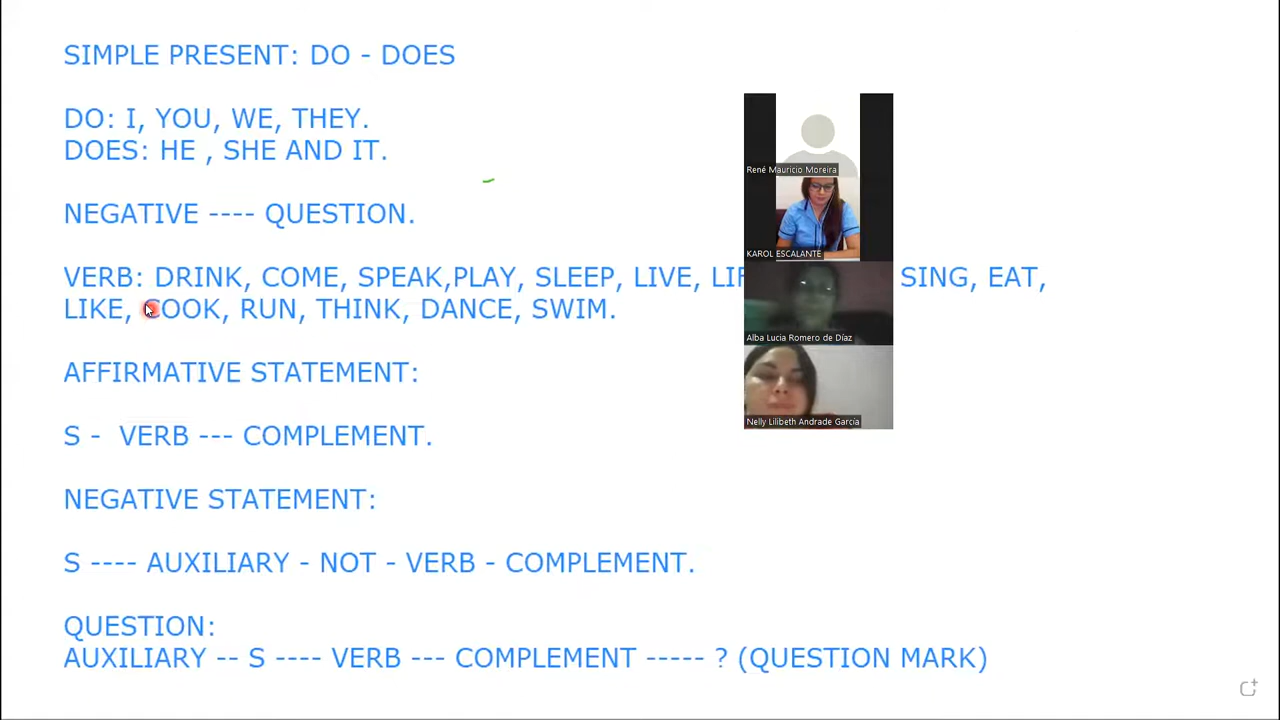 SIMPLE PRESENT: DO - DOES
DO: I, YOU, WE, THEY.
DOES: HE , SHE AND IT.
NEGATIVE ---- QUESTION.
VERB: DRINK, COME, SPEAK,PLAY, SLEEP, LIVE, SING, EAT,
LIKE, COOK, RUN, THINK, DANCE, SWIM.
AFFIRMATIVE STATEMENT:
S - VERB --- COMPLEMENT.
NEGATIVE STATEMENT:
S ---- AUXILIARY - NOT - VERB - COMPLEMENT.
QUESTION:
AUXILIARY -- S ---- VERB --- COMPLEMENT ----- ? (QUESTION MARK)
René Mauricio Moreira
KAROL ESCALANTE
Alba Lucia Romero de Díaz
Nelly Lilibeth Andrade García